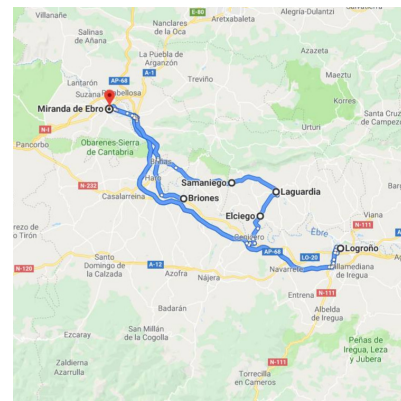 Villanañe
E-80
Nanclares
de la Oca
Aretxabaleta
Alegría-Dulantzi
Salinas
de Añana
AP-68
La Puebla de
Arganzón
A-1
Azazeta
Lantarón
Treviño
Maeztu
Suzana
Miranda de Ebro
Korres
N-I
Santa Cruz
de Campezo
Urturi
Pancorbo
Obarenes-Sierra
de Cantabria
Samaniego
Laguardia
N-232
Haro
Briones
Casalarreina
Elciego
Viana
N-111
Ebro
Logroño
AP-68
LO-20
N-120
Santo
Domingo de
la Calzada
A-12
Azofra
Nájera
Navarrete
Villamediana
de Iregua
Entrena
N-111
Badarán
Albelda
de Iregua
Ezcaray
San Millán
de la Cogolla
Peñas de
Iregua, Leza
y Jubera
N-111
Zaldierna
Azarrulla
Torrecilla
en Cameros